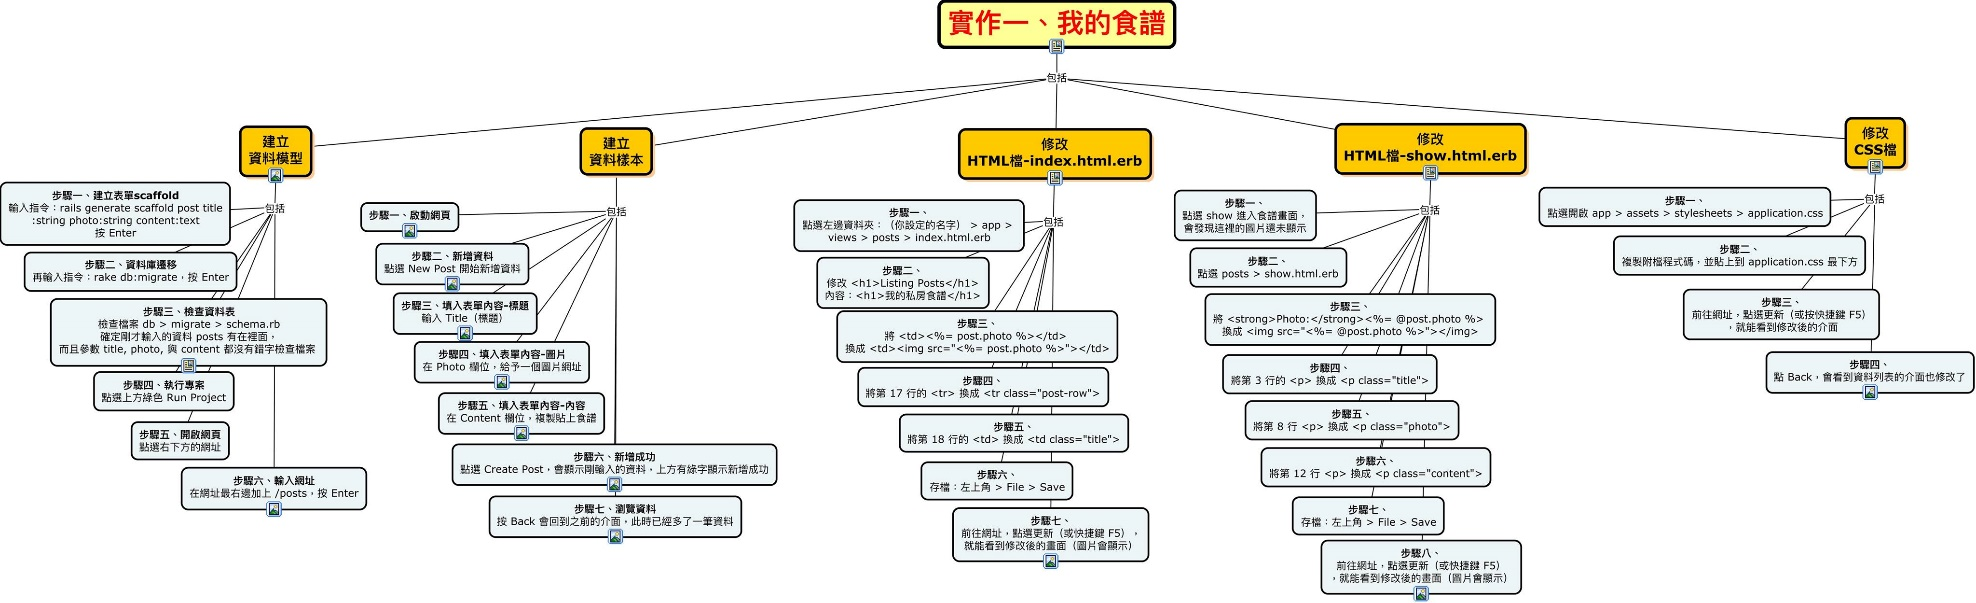 實作一、我的食譜
包括
建立
資料模型
包括
步驟一、建立表單scaffold
輸入指令：rails generate scaffold post title
:string photo:string content:text
按 Enter
步驟二、資料庫遷移
再輸入指令：rake db:migrate，按 Enter
步驟三、檢查資料表
檢查檔案 db > migrate > schema.rb
確定剛才輸入的資料 posts 有在裡面，
而且參數 title, photo, 與 content 都沒有錯字檢查檔案
步驟四、執行專案
點選上方綠色 Run Project
步驟五、開啟網頁
點選右下方的網址
步驟六、輸入網址
在網址最右邊加上 /posts，按 Enter
建立
資料樣本
包括
步驟一、啟動網頁
步驟二、新增資料
點選 New Post 開始新增資料
步驟三、填入表單內容-標題
輸入 Title（標題）
步驟四、填入表單內容-圖片
在 Photo 欄位，給予一個圖片網址
步驟五、填入表單內容-內容
在 Content 欄位，複製貼上食譜
步驟六、新增成功
點選 Create Post，會顯示剛輸入的資料，上方有綠字顯示新增成功
步驟七、瀏覽資料
按 Back 會回到之前的介面，此時已經多了一筆資料
修改
HTML檔-index.html.erb
包括
步驟一、
點選左邊資料夾：（你設定的名字） > app >
views > posts > index.html.erb
步驟二、
修改 <h1>Listing Posts</h1>
內容：<h1>我的私房食譜</h1>
步驟三、
將 <td><%= post.photo %></td>
換成 <td><img src="<%= post.photo %>"></td>
步驟四、
將第 17 行的 <tr> 換成 <tr class="post-row">
步驟五、
將第 18 行的 <td> 換成 <td class="title">
步驟六、
存檔：左上角 > File > Save
步驟七、
前往網址，點選更新（或快捷鍵 F5），
就能看到修改後的畫面（圖片會顯示）
修改
HTML檔-show.html.erb
包括
步驟一、
點選 show 進入食譜畫面，
會發現這裡的圖片還未顯示
步驟二、
點選 posts > show.html.erb
步驟三、
將 <strong>Photo:</strong><%= @post.photo %>
換成 <img src="<%= @post.photo %>"></img>
步驟四、
將第 3 行的 <p> 換成 <p class="title">
步驟五、
將第 8 行 <p> 換成 <p class="photo">
步驟六、
將第 12 行 <p> 換成 <p class="content">
步驟七、
存檔：左上角 > File > Save
步驟八、
前往網址，點選更新（或快捷鍵 F5）
，就能看到修改後的畫面（圖片會顯示）
修改
CSS檔
包括
步驟一、
點選開啟 app > assets > stylesheets > application.css
步驟二、
複製附檔程式碼，並貼上到 application.css 最下方
步驟三、
前往網址，點選更新（或按快捷鍵 F5）
，就能看到修改後的介面
步驟四、
點 Back，會看到資料列表的介面也修改了